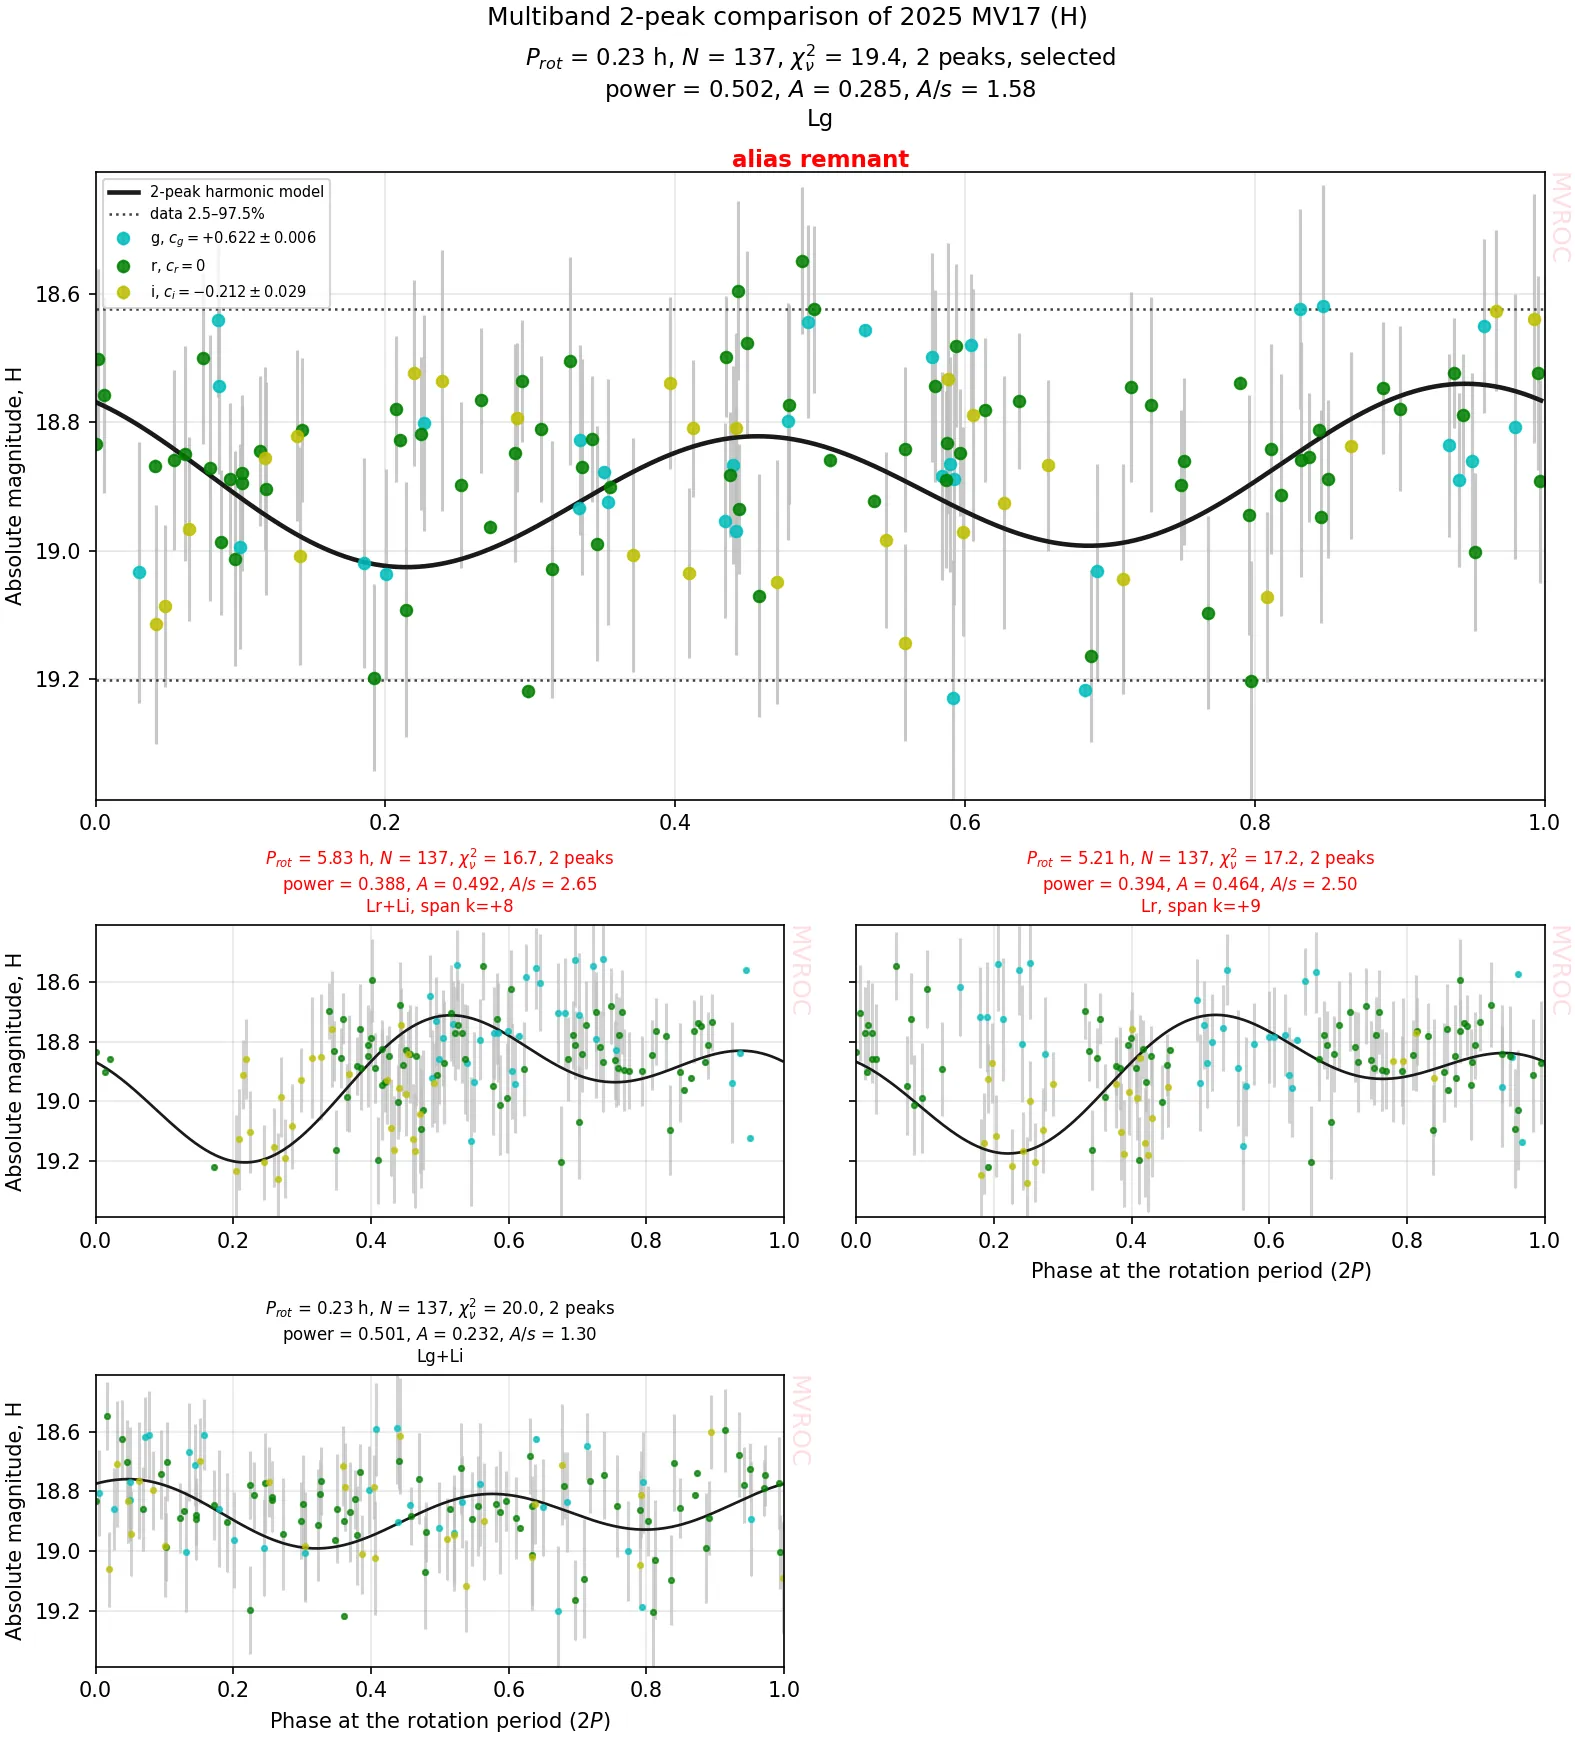 Multiband 2-peak comparison of 2025 MV17 (H)
P_rot = 0.23 h, N = 137, χ²_ν = 19.4, 2 peaks, selected
power = 0.502, A = 0.285, A/s = 1.58
Lg
alias remnant
2-peak harmonic model
data 2.5–97.5%
g, c_g = +0.622 ± 0.006
r, c_r = 0
i, c_i = −0.212 ± 0.029
MVROC
Absolute magnitude, H
18.6
18.8
19.0
19.2
0.0 0.2 0.4 0.6 0.8 1.0
P_rot = 5.83 h, N = 137, χ²_ν = 16.7, 2 peaks
power = 0.388, A = 0.492, A/s = 2.65
Lr+Li, span k=+8
MVROC
Absolute magnitude, H
18.6
18.8
19.0
19.2
0.0 0.2 0.4 0.6 0.8 1.0
P_rot = 5.21 h, N = 137, χ²_ν = 17.2, 2 peaks
power = 0.394, A = 0.464, A/s = 2.50
Lr, span k=+9
MVROC
0.0 0.2 0.4 0.6 0.8 1.0
Phase at the rotation period (2P)
P_rot = 0.23 h, N = 137, χ²_ν = 20.0, 2 peaks
power = 0.501, A = 0.232, A/s = 1.30
Lg+Li
MVROC
Absolute magnitude, H
18.6
18.8
19.0
19.2
0.0 0.2 0.4 0.6 0.8 1.0
Phase at the rotation period (2P)